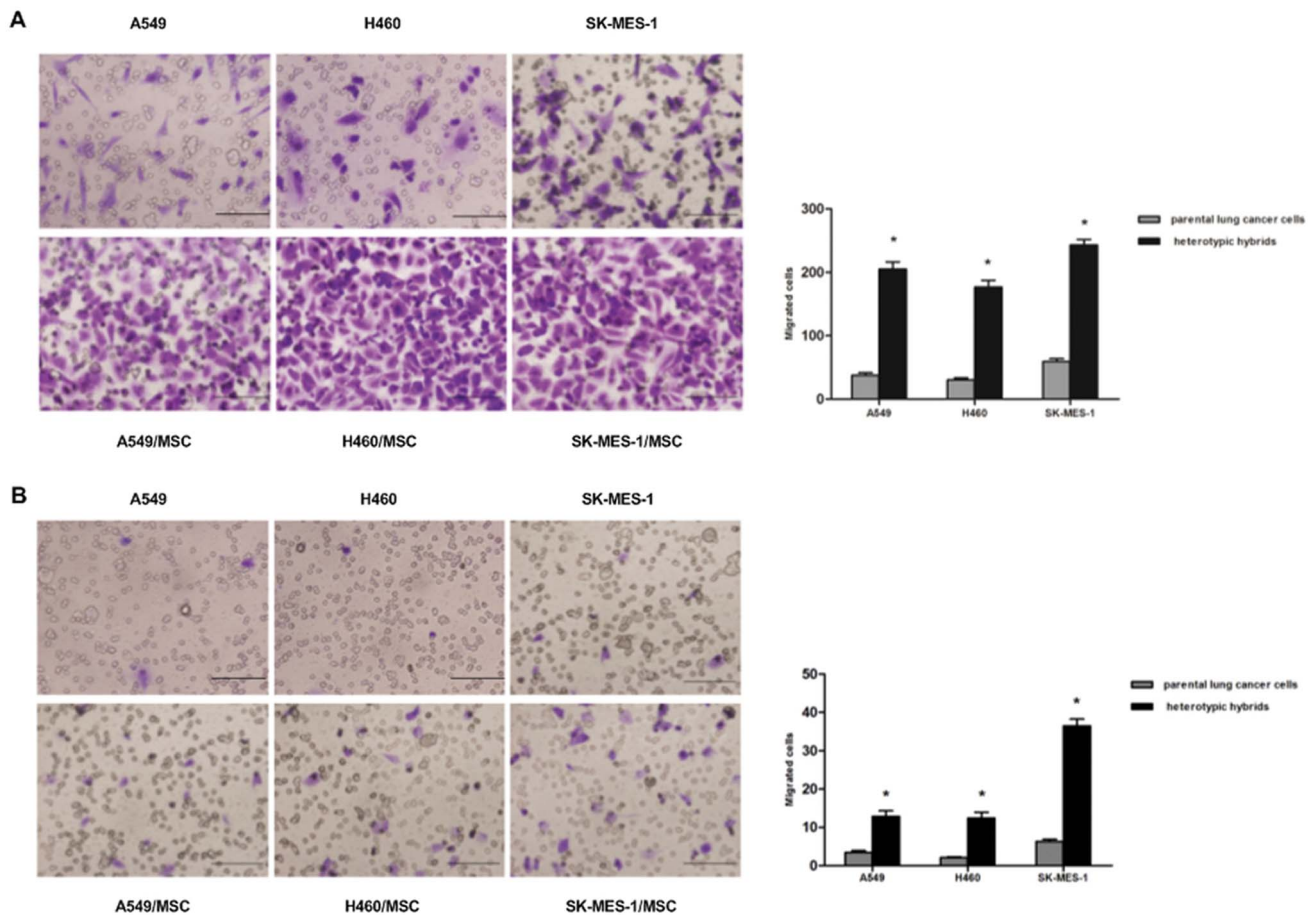 A
A549 H460 SK-MES-1
A549/MSC H460/MSC SK-MES-1/MSC
Migrated cells
300
200
100
0
* * *
A549 H460 SK-MES-1
parental lung cancer cells
heterotypic hybrids
B
A549 H460 SK-MES-1
A549/MSC H460/MSC SK-MES-1/MSC
Migrated cells
50
40
30
20
10
0
* * *
A549 H460 SK-MES-1
parental lung cancer cells
heterotypic hybrids